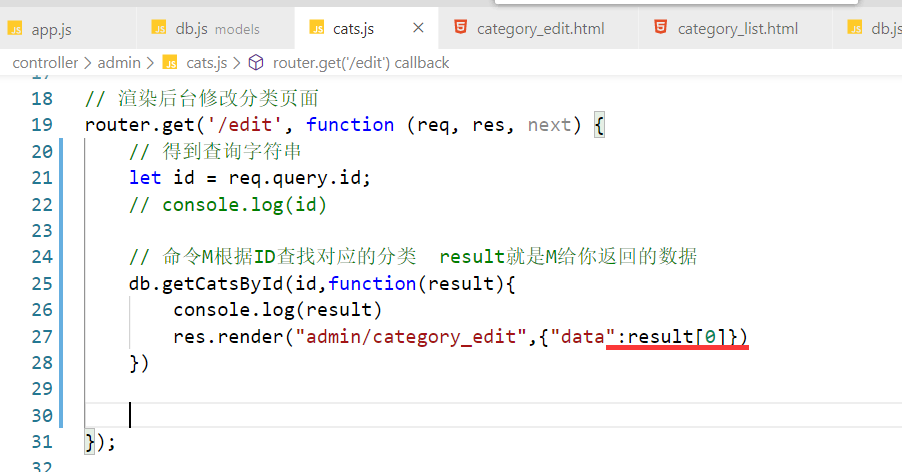 JS app.js JS db.js models JS cats.js × 5 category_edit.html 5 category_list.html JS db.js
controller > admin > JS cats.js > router.get('/edit') callback
18 // 渲染后台修改分类页面
19 router.get('/edit', function (req, res, next) {
20 // 得到查询字符串
21 let id = req.query.id;
22 // console.log(id)
23
24 // 命令M根据ID查找对应的分类  result就是M给你返回的数据
25 db.getCatsById(id,function(result){
26 console.log(result)
27 res.render("admin/category_edit",{"data":result[0]})
28 })
29
30
31 });
32